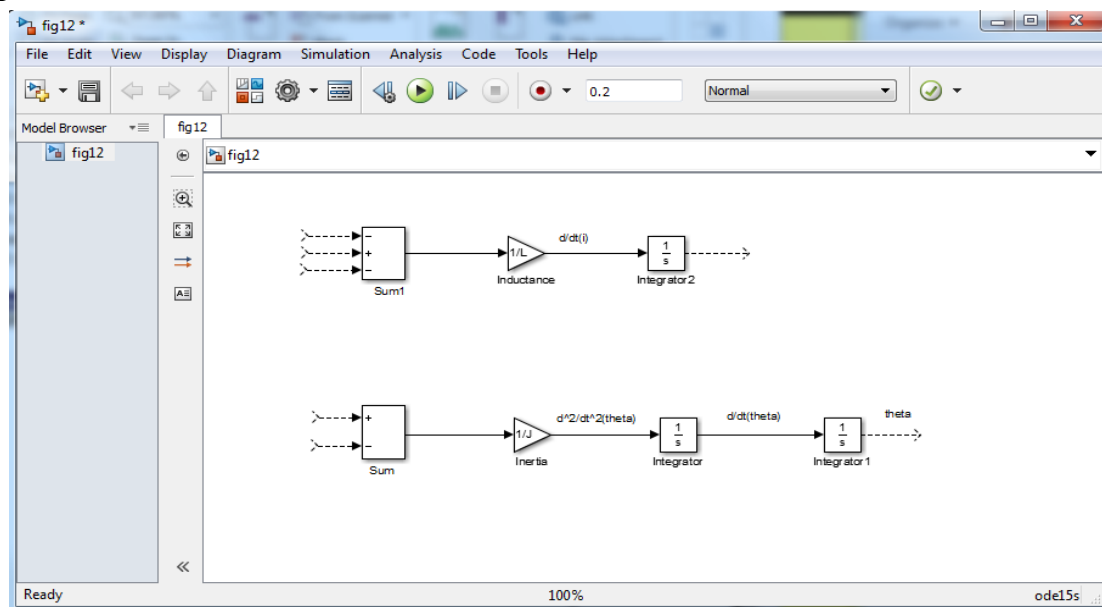 fig12 *
File Edit View Display Diagram Simulation Analysis Code Tools Help
0.2 Normal
Model Browser fig12
fig12 fig12
- + -
Sum1
1/L
Inductance
d/dt(i)
1
s
Integrator2
+ -
Sum
1/J
Inertia
d^2/dt^2(theta)
1
s
Integrator
d/dt(theta)
1
s
Integrator1
theta
Ready 100% ode15s